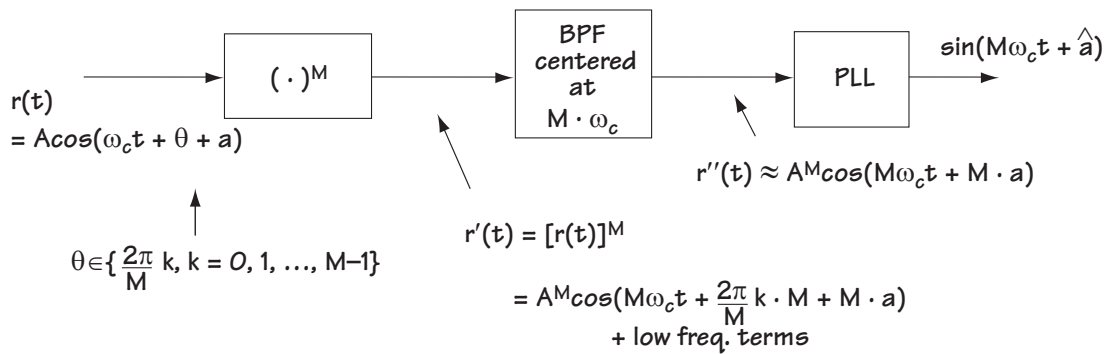 r(t)
= Acos(ω_c t + θ + a)
θ∈{ 2π/M k, k = 0, 1, …, M–1}
( · )^M
r'(t) = [r(t)]^M
= A^M cos(Mω_c t + 2π/M k · M + M · a)
+ low freq. terms
BPF
centered
at
M · ω_c
r''(t) ≈ A^M cos(Mω_c t + M · a)
PLL
sin(Mω_c t + â)